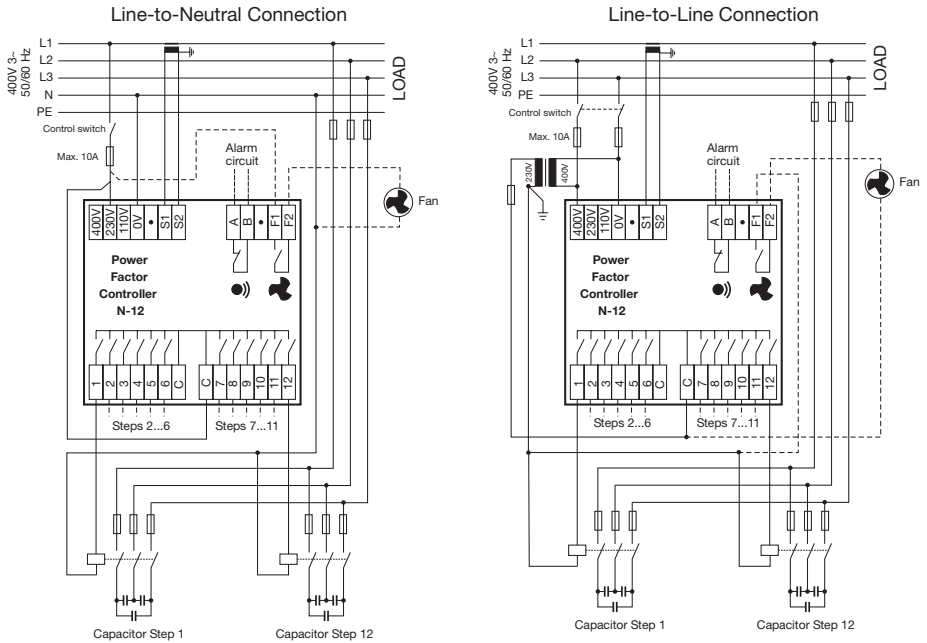 Line-to-Neutral Connection
400V 3~
50/60 Hz
L1
L2
L3
N
PE
LOAD
Control switch
Max. 10A
Alarm
circuit
Fan
400V
230V
110V
0V
•
S1
S2
A
B
•
F1
F2
Power
Factor
Controller
N-12
1
2
3
4
5
6
C
C
7
8
9
10
11
12
Steps 2...6
Steps 7...11
Capacitor Step 1
Capacitor Step 12
Line-to-Line Connection
400V 3~
50/60 Hz
L1
L2
L3
PE
LOAD
Control switch
Max. 10A
230V
400V
Alarm
circuit
Fan
400V
230V
110V
0V
•
S1
S2
A
B
•
F1
F2
Power
Factor
Controller
N-12
1
2
3
4
5
6
C
C
7
8
9
10
11
12
Steps 2...6
Steps 7...11
Capacitor Step 1
Capacitor Step 12